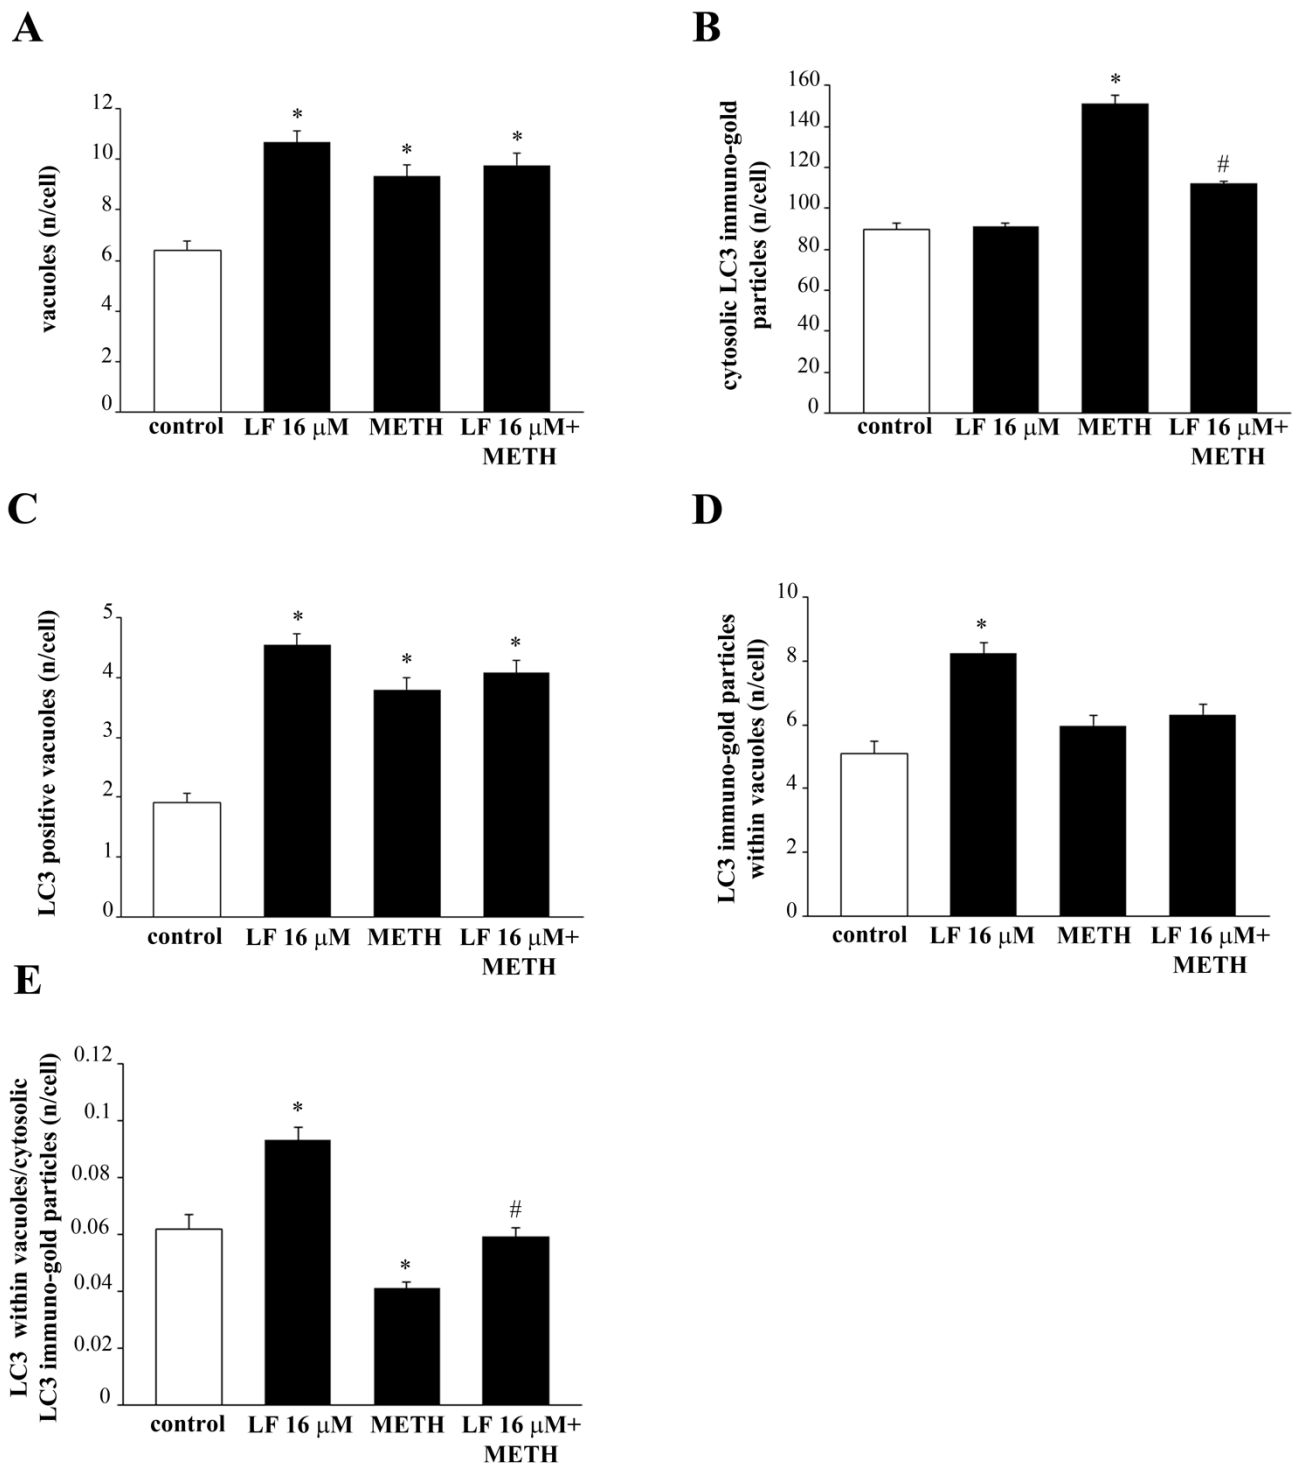 A
vacuoles (n/cell)
12
10
8
6
4
2
0
*
*
*
control
LF 16 μM
METH
LF 16 μM+
METH
B
cytosolic LC3 immuno-gold
particles (n/cell)
160
140
120
100
80
60
40
20
0
*
#
control
LF 16 μM
METH
LF 16 μM+
METH
C
LC3 positive vacuoles (n/cell)
5
4
3
2
1
0
*
*
*
control
LF 16 μM
METH
LF 16 μM+
METH
D
LC3 immuno-gold particles
within vacuoles (n/cell)
10
8
6
4
2
0
*
control
LF 16 μM
METH
LF 16 μM+
METH
E
LC3 within vacuoles/cytosolic
LC3 immuno-gold particles (n/cell)
0.12
0.1
0.08
0.06
0.04
0.02
0
*
*
#
control
LF 16 μM
METH
LF 16 μM+
METH